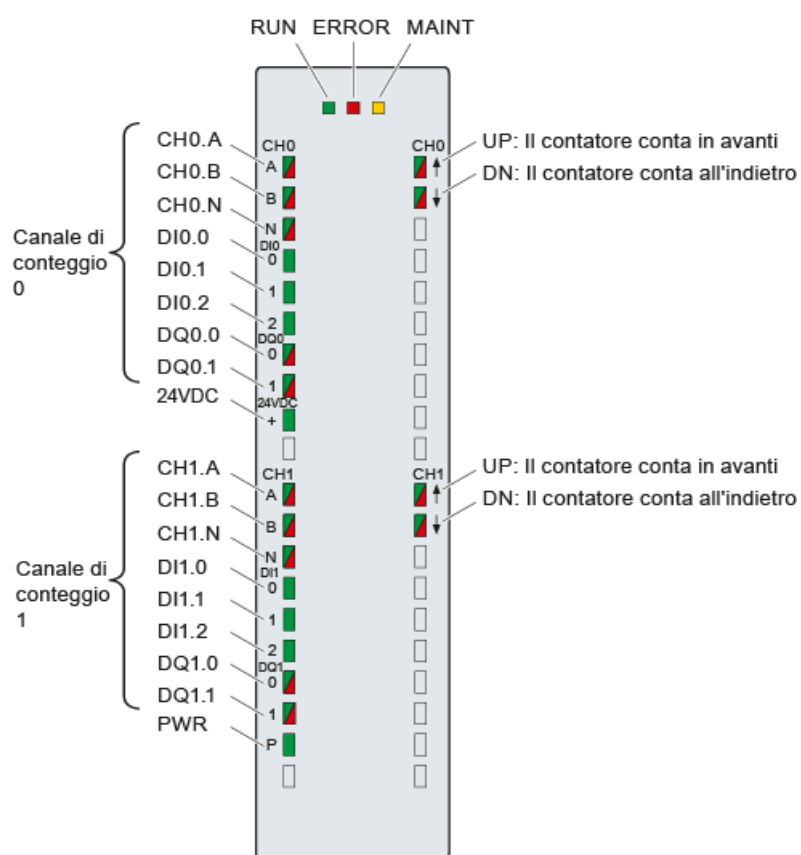 RUN ERROR MAINT
CH0.A
CH0.B
CH0.N
DI0.0
DI0.1
DI0.2
DQ0.0
DQ0.1
24VDC
Canale di
conteggio
0
CH0
A
B
N
DI0
0
1
2
DQ0
0
1
24VDC
+
CH0
UP: Il contatore conta in avanti
DN: Il contatore conta all'indietro
CH1.A
CH1.B
CH1.N
DI1.0
DI1.1
DI1.2
DQ1.0
DQ1.1
PWR
Canale di
conteggio
1
CH1
A
B
N
DI1
0
1
2
DQ1
0
1
P
CH1
UP: Il contatore conta in avanti
DN: Il contatore conta all'indietro